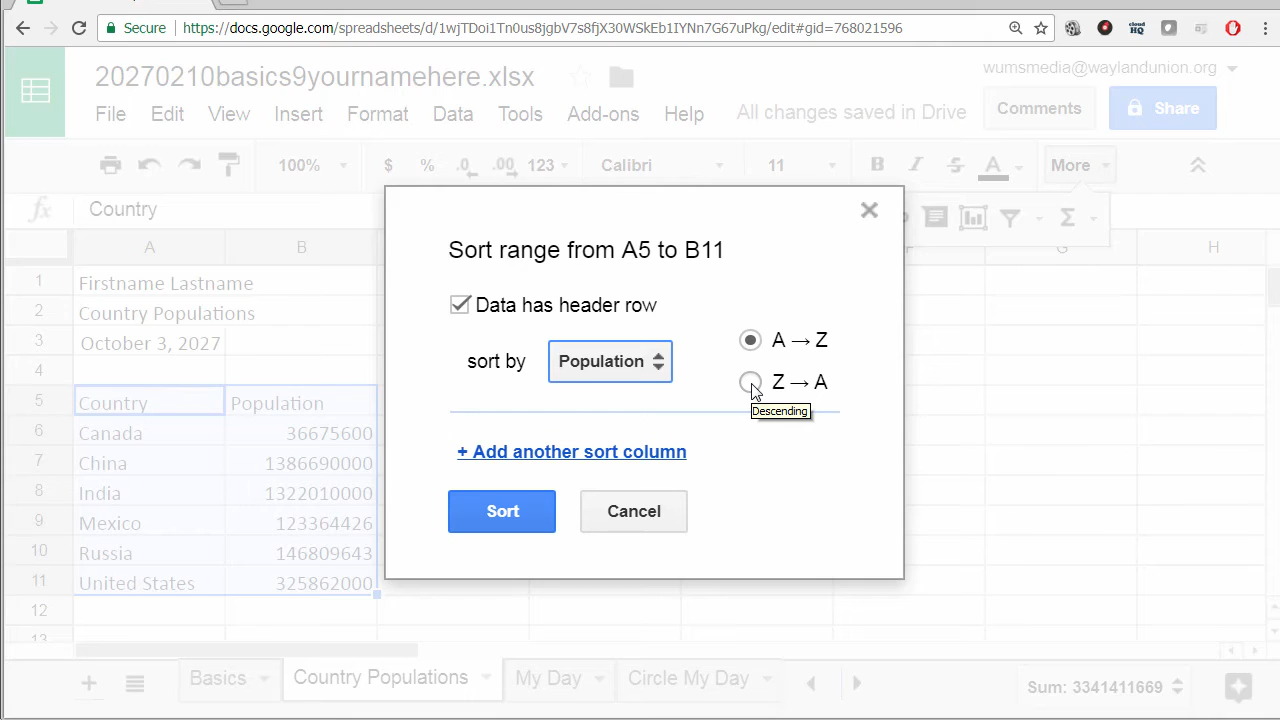 Secure https://docs.google.com/spreadsheets/d/1wjTDoi1Tn0us8jgbV7s8fjX30WSkEb1IYNn7G67uPkg/edit#gid=768021596
20270210basics9yournamehere.xlsx
wumsmedia@waylandunion.org
File Edit View Insert Format Data Tools Add-ons Help All changes saved in Drive
Comments Share
100% $ % .0 .00 123 Calibri 11 B I S A More
fx Country
A B F G H
Sort range from A5 to B11
Data has header row
sort by Population
A → Z
Z → A
Descending
+ Add another sort column
Sort Cancel
1 Firstname Lastname
2 Country Populations
3 October 3, 2027
4
5 Country Population
6 Canada 36675600
7 China 1386690000
8 India 1322010000
9 Mexico 123364426
10 Russia 146809643
11 United States 325862000
12
13
+ Basics Country Populations My Day Circle My Day Sum: 3341411669